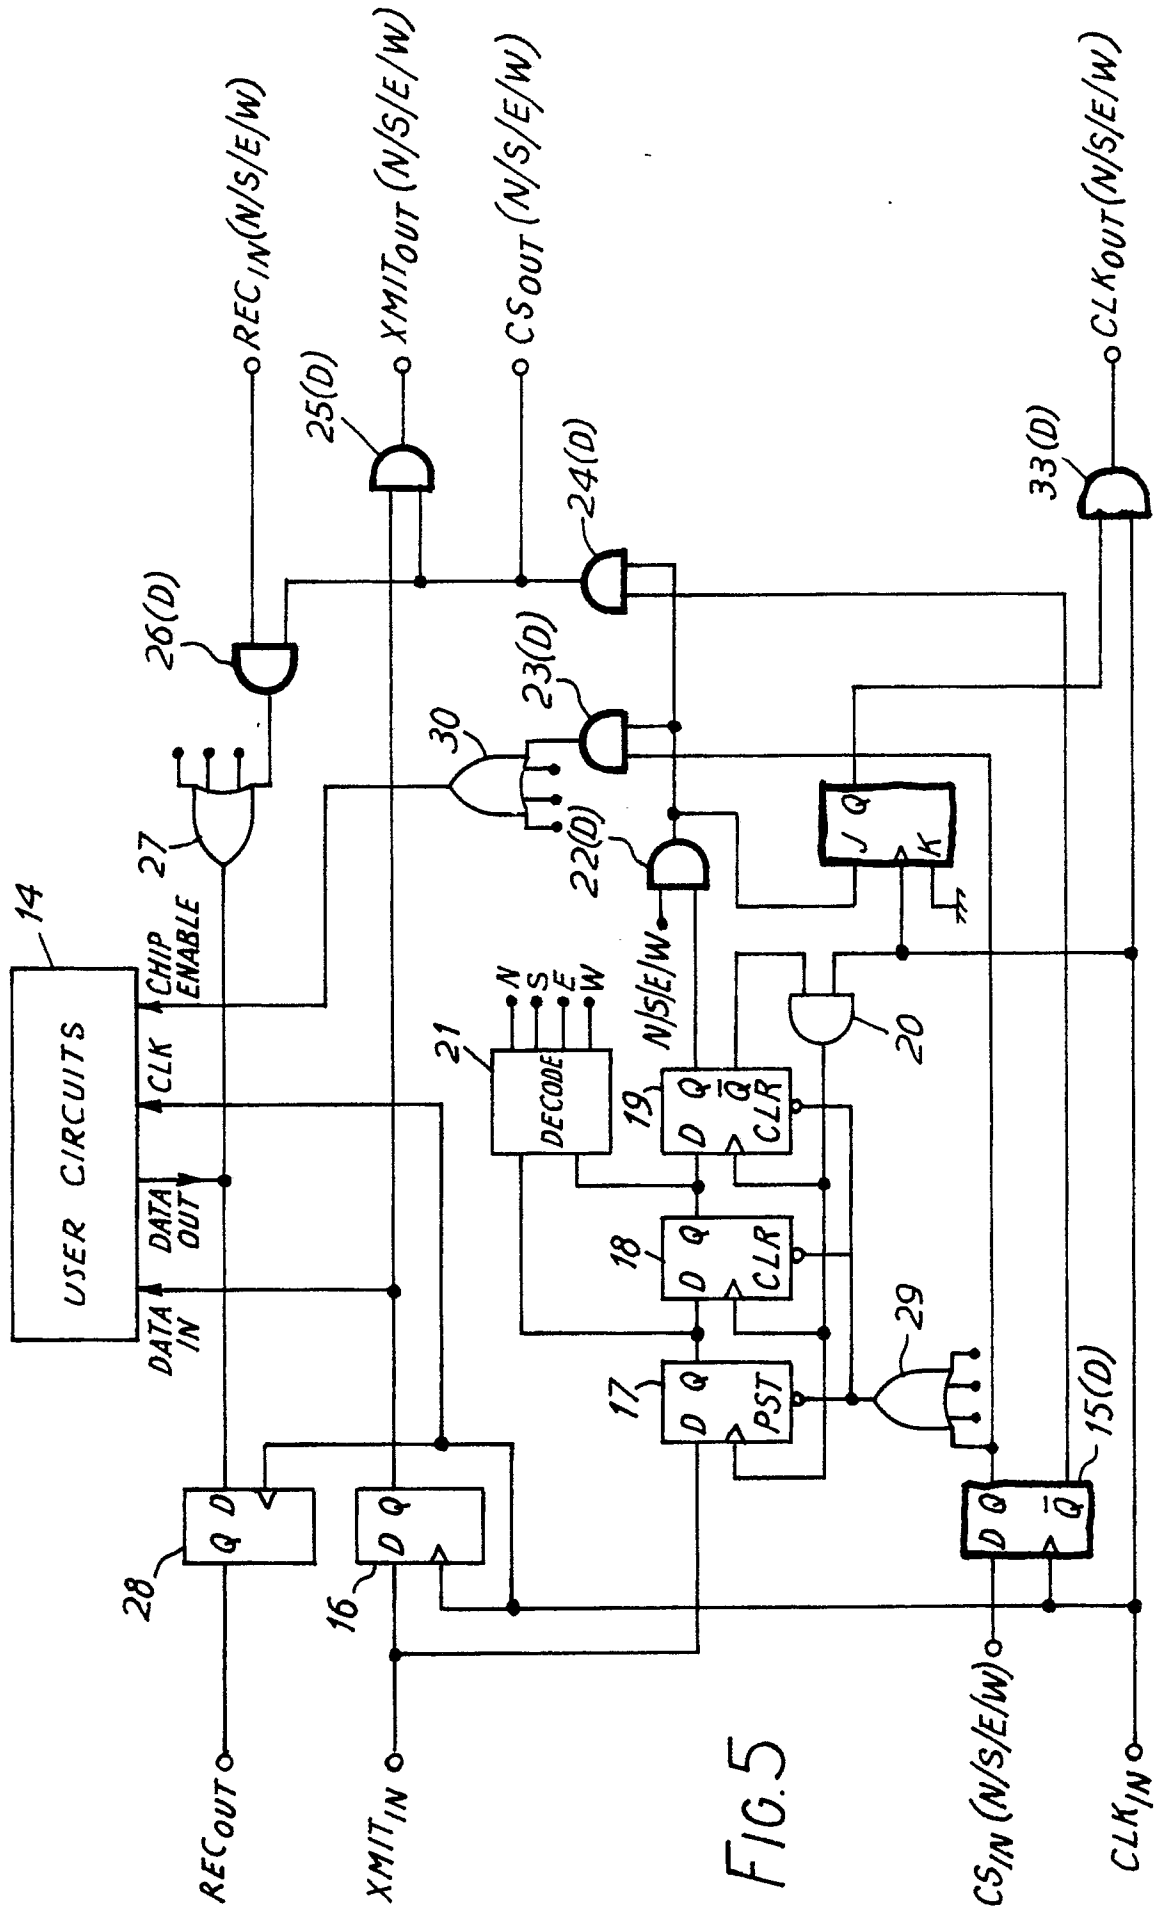 14
USER CIRCUITS
DATA
IN
DATA
OUT
CLK
CHIP
ENABLE
27
26(D)
REC IN (N/S/E/W)
28
Q D
REC OUT
16
D Q
XMIT IN
25(D)
XMIT OUT (N/S/E/W)
CS OUT (N/S/E/W)
30
23(D)
24(D)
22(D)
N/S/E/W
21
DECODE
N
S
E
W
17
D Q
PST
18
D Q
CLR
19
D Q
Q̅
CLR
20
J Q
K
29
15(D)
D Q
Q̅
CS IN (N/S/E/W)
CLK IN
33(D)
CLK OUT (N/S/E/W)
FIG. 5